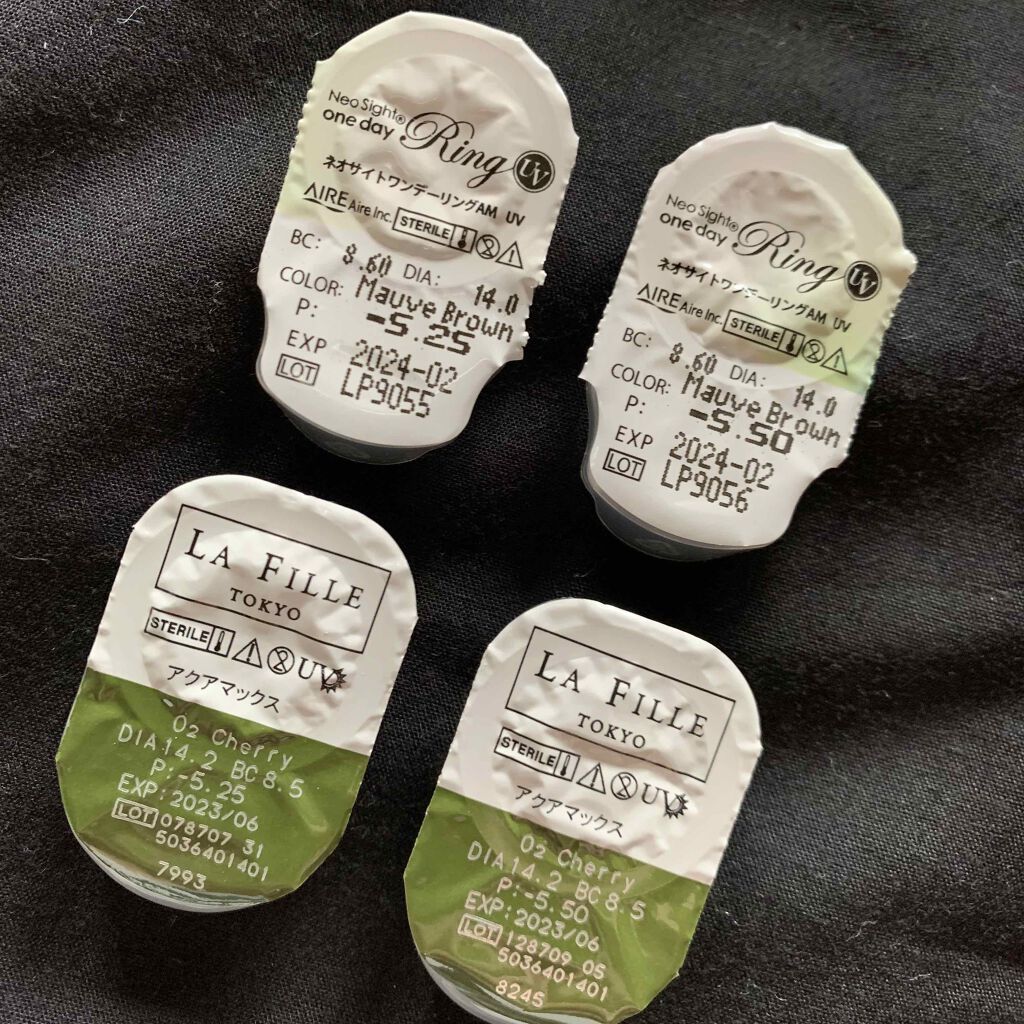 Neo Sight®
one day Ring UV
ネオサイトワンデーリングAM UV
AIRE Aire Inc. STERILE
BC: 8.60 DIA: 14.0
COLOR: Mauve Brown
P: -5.25
EXP 2024-02
LOT LP9055
Neo Sight®
one day Ring UV
ネオサイトワンデーリングAM UV
AIRE Aire Inc. STERILE
BC: 8.60 DIA: 14.0
COLOR: Mauve Brown
P: -5.50
EXP 2024-02
LOT LP9056
LA FILLE
TOKYO
STERILE UV
アクアマックス
02 Cherry
DIA14.2 BC8.5
P:-5.25
EXP:2023/06
LOT 078707 31
5036401401
7993
LA FILLE
TOKYO
STERILE UV
アクアマックス
02 Cherry
DIA14.2 BC8.5
P:-5.50
EXP:2023/06
LOT 128709 05
5036401401
8245